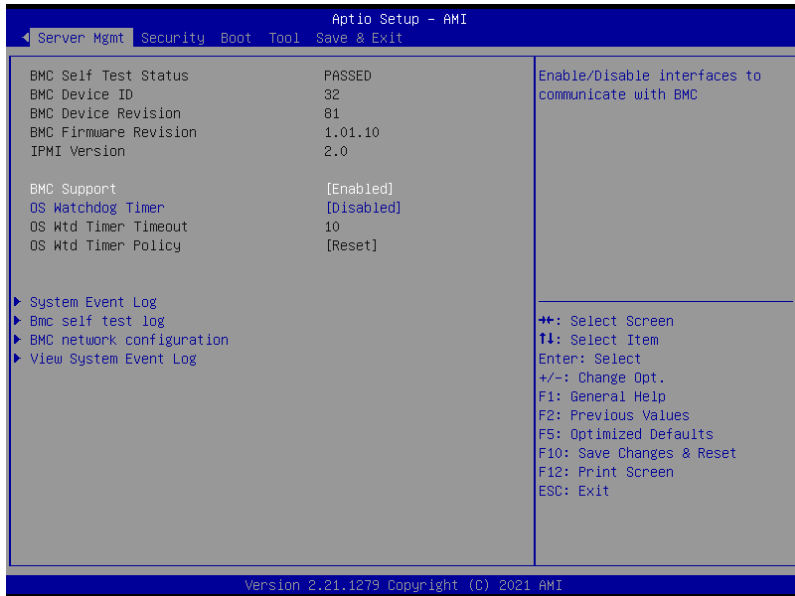 Aptio Setup - AMI
Server Mgmt Security Boot Tool Save & Exit
BMC Self Test Status PASSED
BMC Device ID 32
BMC Device Revision 81
BMC Firmware Revision 1.01.10
IPMI Version 2.0
BMC Support [Enabled]
OS Watchdog Timer [Disabled]
OS Wtd Timer Timeout 10
OS Wtd Timer Policy [Reset]
System Event Log
Bmc self test log
BMC network configuration
View System Event Log
Enable/Disable interfaces to
communicate with BMC
→←: Select Screen
↑↓: Select Item
Enter: Select
+/-: Change Opt.
F1: General Help
F2: Previous Values
F5: Optimized Defaults
F10: Save Changes & Reset
F12: Print Screen
ESC: Exit
Version 2.21.1279 Copyright (C) 2021 AMI